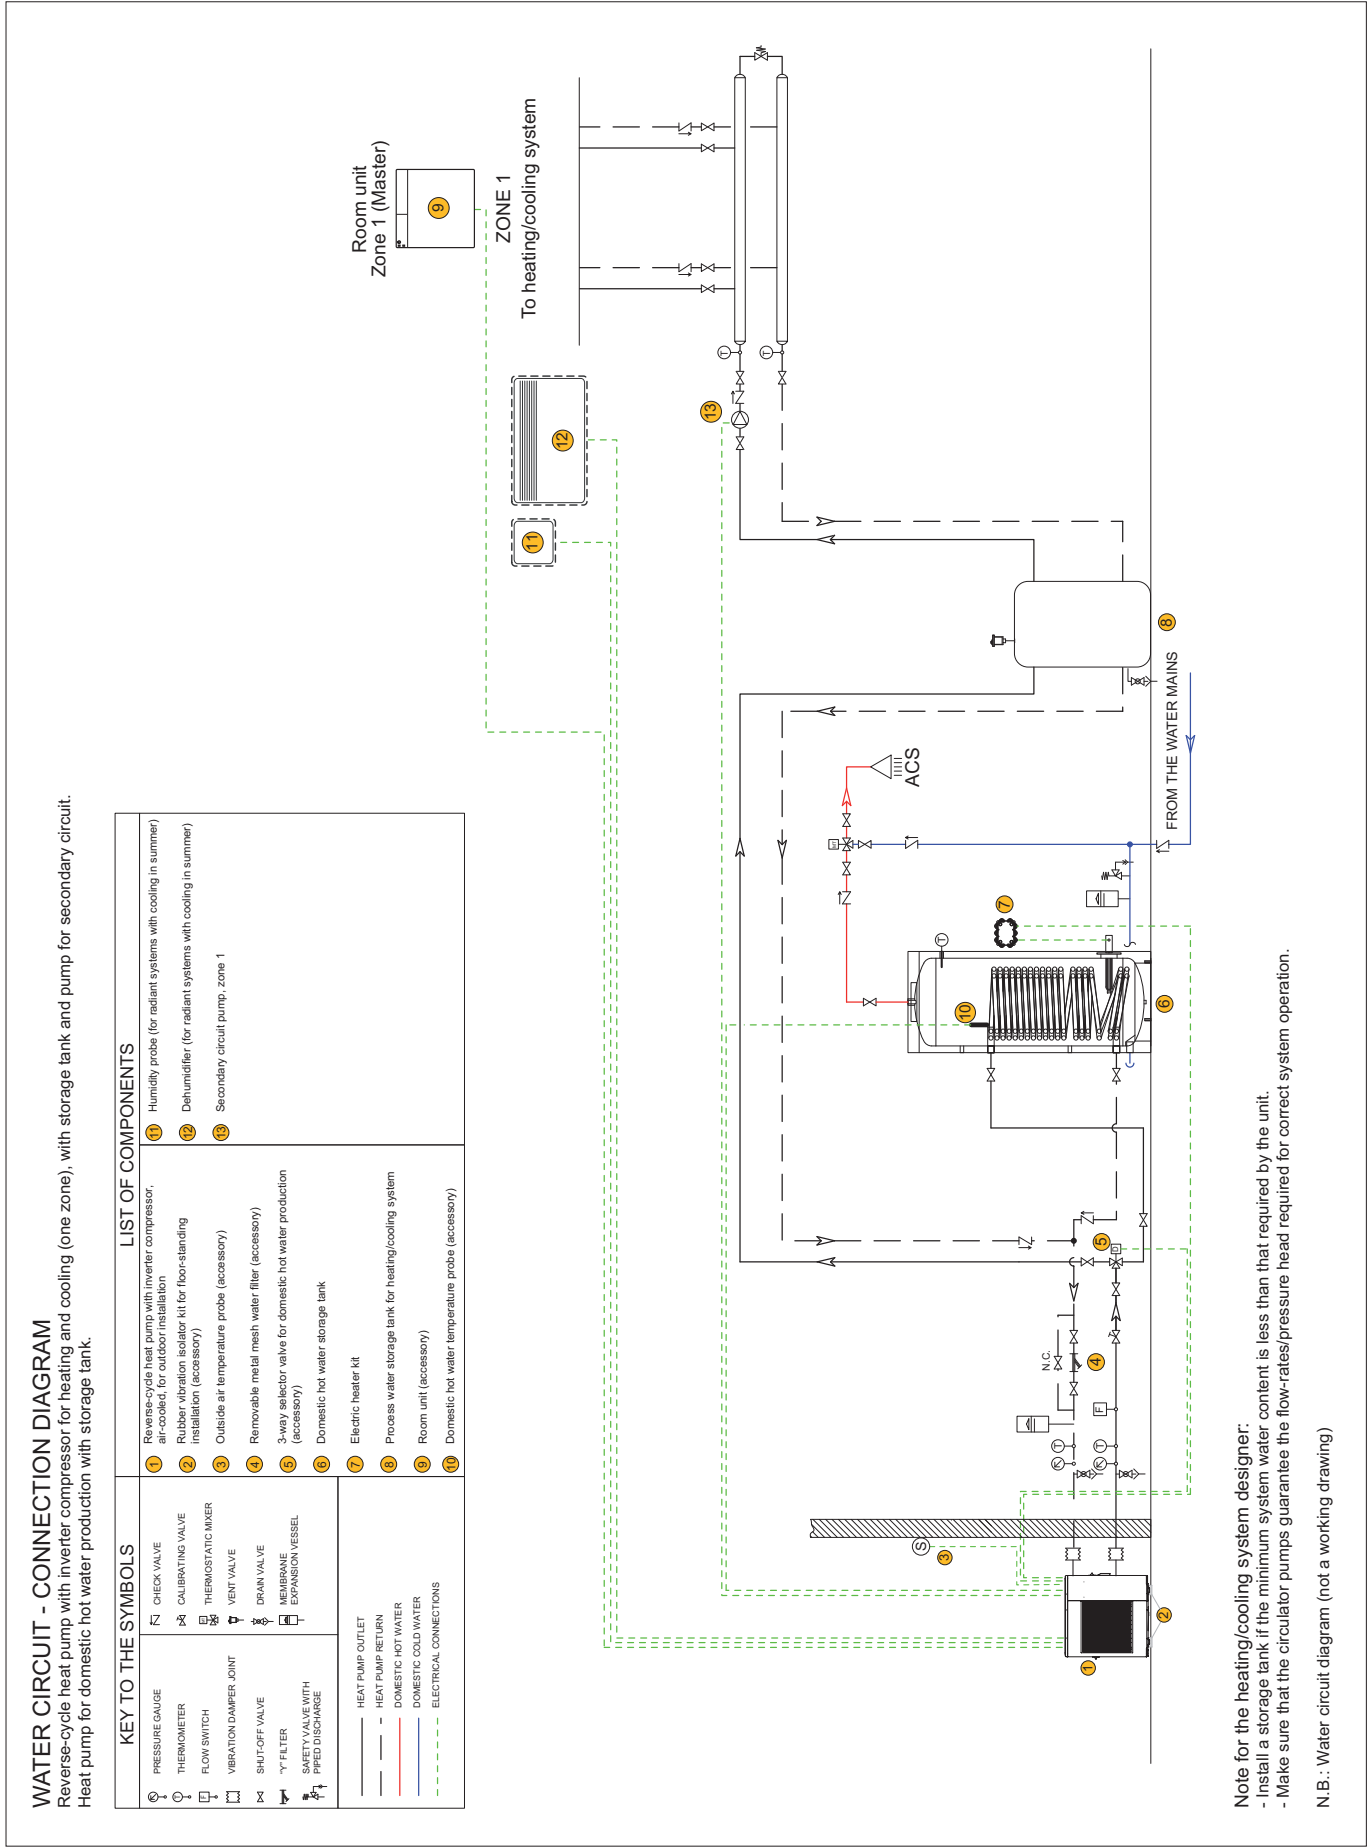 WATER CIRCUIT - CONNECTION DIAGRAM
Reverse-cycle heat pump with inverter compressor for heating and cooling (one zone), with storage tank and pump for secondary circuit.
Heat pump for domestic hot water production with storage tank.
KEY TO THE SYMBOLS
PRESSURE GAUGE
THERMOMETER
FLOW SWITCH
VIBRATION DAMPER JOINT
SHUT-OFF VALVE
"Y" FILTER
SAFETY VALVE WITH
PIPED DISCHARGE
CHECK VALVE
CALIBRATING VALVE
THERMOSTATIC MIXER
VENT VALVE
DRAIN VALVE
MEMBRANE
EXPANSION VESSEL
HEAT PUMP OUTLET
HEAT PUMP RETURN
DOMESTIC HOT WATER
DOMESTIC COLD WATER
ELECTRICAL CONNECTIONS
LIST OF COMPONENTS
1 Reverse-cycle heat pump with inverter compressor,
air-cooled, for outdoor installation
2 Rubber vibration isolator kit for floor-standing
installation (accessory)
3 Outside air temperature probe (accessory)
4 Removable metal mesh water filter (accessory)
5 3-way selector valve for domestic hot water production
(accessory)
6 Domestic hot water storage tank
7 Electric heater kit
8 Process water storage tank for heating/cooling system
9 Room unit (accessory)
10 Domestic hot water temperature probe (accessory)
11 Humidity probe (for radiant systems with cooling in summer)
12 Dehumidifier (for radiant systems with cooling in summer)
13 Secondary circuit pump, zone 1
Room unit
Zone 1 (Master)
9
ZONE 1
To heating/cooling system
11
12
13
T
T
8
FROM THE WATER MAINS
ACS
MT
7
T
10
6
5
D
N.C.
4
F
T
T
S
3
1
2
Note for the heating/cooling system designer:
- Install a storage tank if the minimum system water content is less than that required by the unit.
- Make sure that the circulator pumps guarantee the flow-rates/pressure head required for correct system operation.
N.B.: Water circuit diagram (not a working drawing)